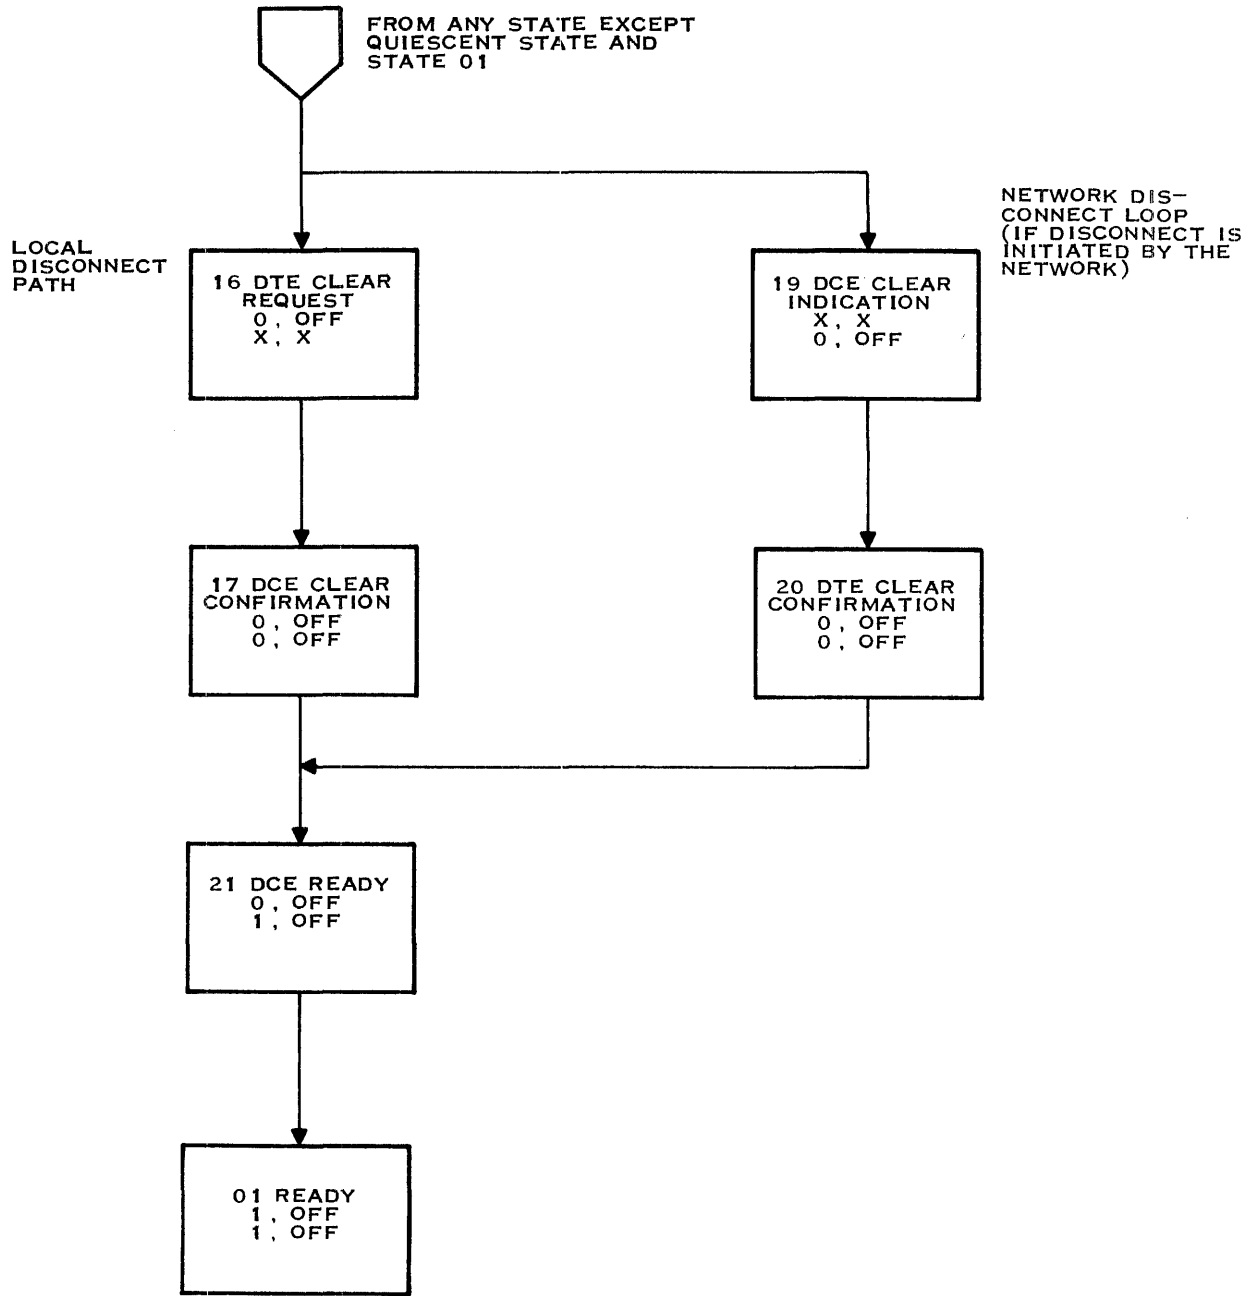 FROM ANY STATE EXCEPT
QUIESCENT STATE AND
STATE 01
NETWORK DIS-
CONNECT LOOP
(IF DISCONNECT IS
INITIATED BY THE
NETWORK)
LOCAL
DISCONNECT
PATH
16 DTE CLEAR
REQUEST
0, OFF
X, X
19 DCE CLEAR
INDICATION
X, X
0, OFF
17 DCE CLEAR
CONFIRMATION
0, OFF
0, OFF
20 DTE CLEAR
CONFIRMATION
0, OFF
0, OFF
21 DCE READY
0, OFF
1, OFF
01 READY
1, OFF
1, OFF